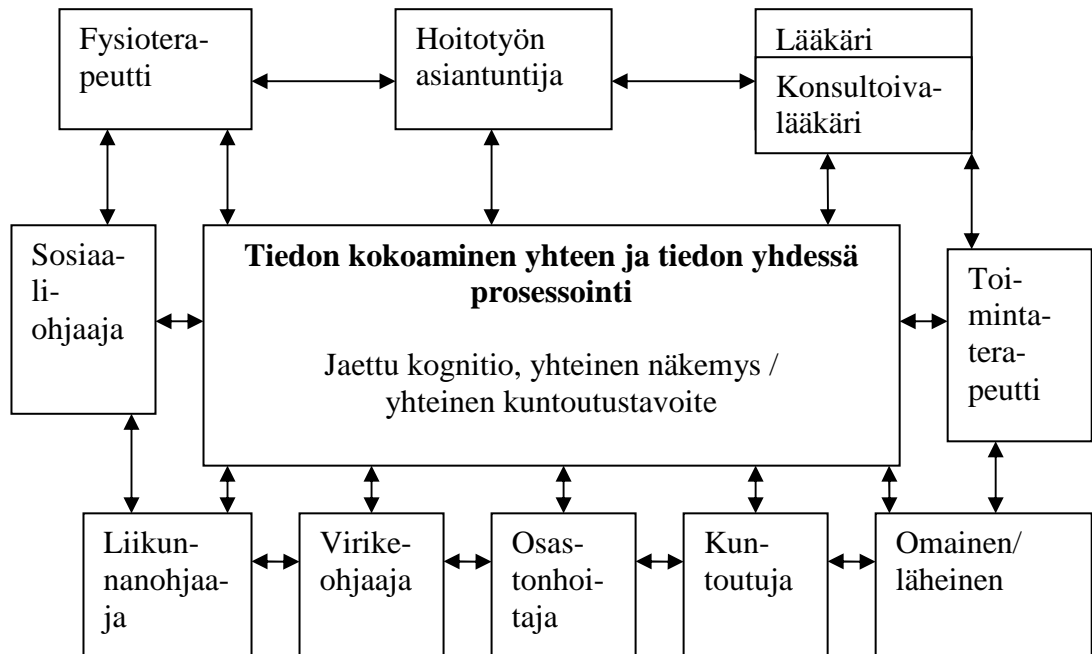 Fysiotera-
peutti
Hoitotyön
asiantuntija
Lääkäri
Konsultoiva-
lääkäri
Sosiaa-
li-
ohjaaja
Tiedon kokoaminen yhteen ja tiedon yhdessä
prosessointi
Jaettu kognitio, yhteinen näkemys /
yhteinen kuntoutustavoite
Toi-
minta-
tera-
peutti
Liikun-
nanohjaa-
ja
Virike-
ohjaaja
Osas-
tonhoi-
taja
Kun-
toutuja
Omainen/
läheinen